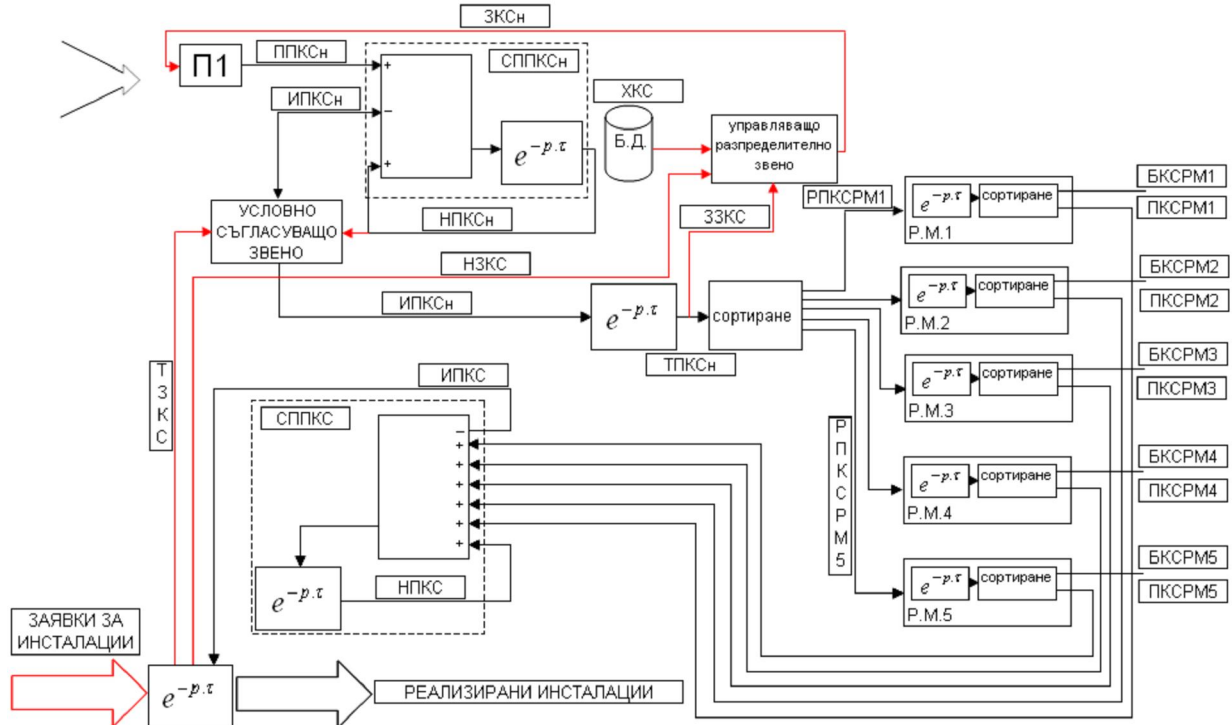 ЗКСн
П1
ППКСн
СППКСн
+
−
+
ИПКСн
e^{-p.τ}
НПКСн
ХКС
Б.Д.
управляващо
разпределително
звено
УСЛОВНО
СЪГЛАСУВАЩО
ЗВЕНО
ЗЗКС
НЗКС
РПКСРМ1
ИПКСн
e^{-p.τ}
сортиране
ТПКСн
e^{-p.τ}
сортиране
Р.М.1
БКСРМ1
ПКСРМ1
e^{-p.τ}
сортиране
Р.М.2
БКСРМ2
ПКСРМ2
e^{-p.τ}
сортиране
Р.М.3
БКСРМ3
ПКСРМ3
e^{-p.τ}
сортиране
Р.М.4
БКСРМ4
ПКСРМ4
e^{-p.τ}
сортиране
Р.М.5
БКСРМ5
ПКСРМ5
РПКСРМ5
ТЗКС
ИПКС
СППКС
−
+
+
+
+
+
+
e^{-p.τ}
НПКС
ЗАЯВКИ ЗА
ИНСТАЛАЦИИ
e^{-p.τ}
РЕАЛИЗИРАНИ ИНСТАЛАЦИИ